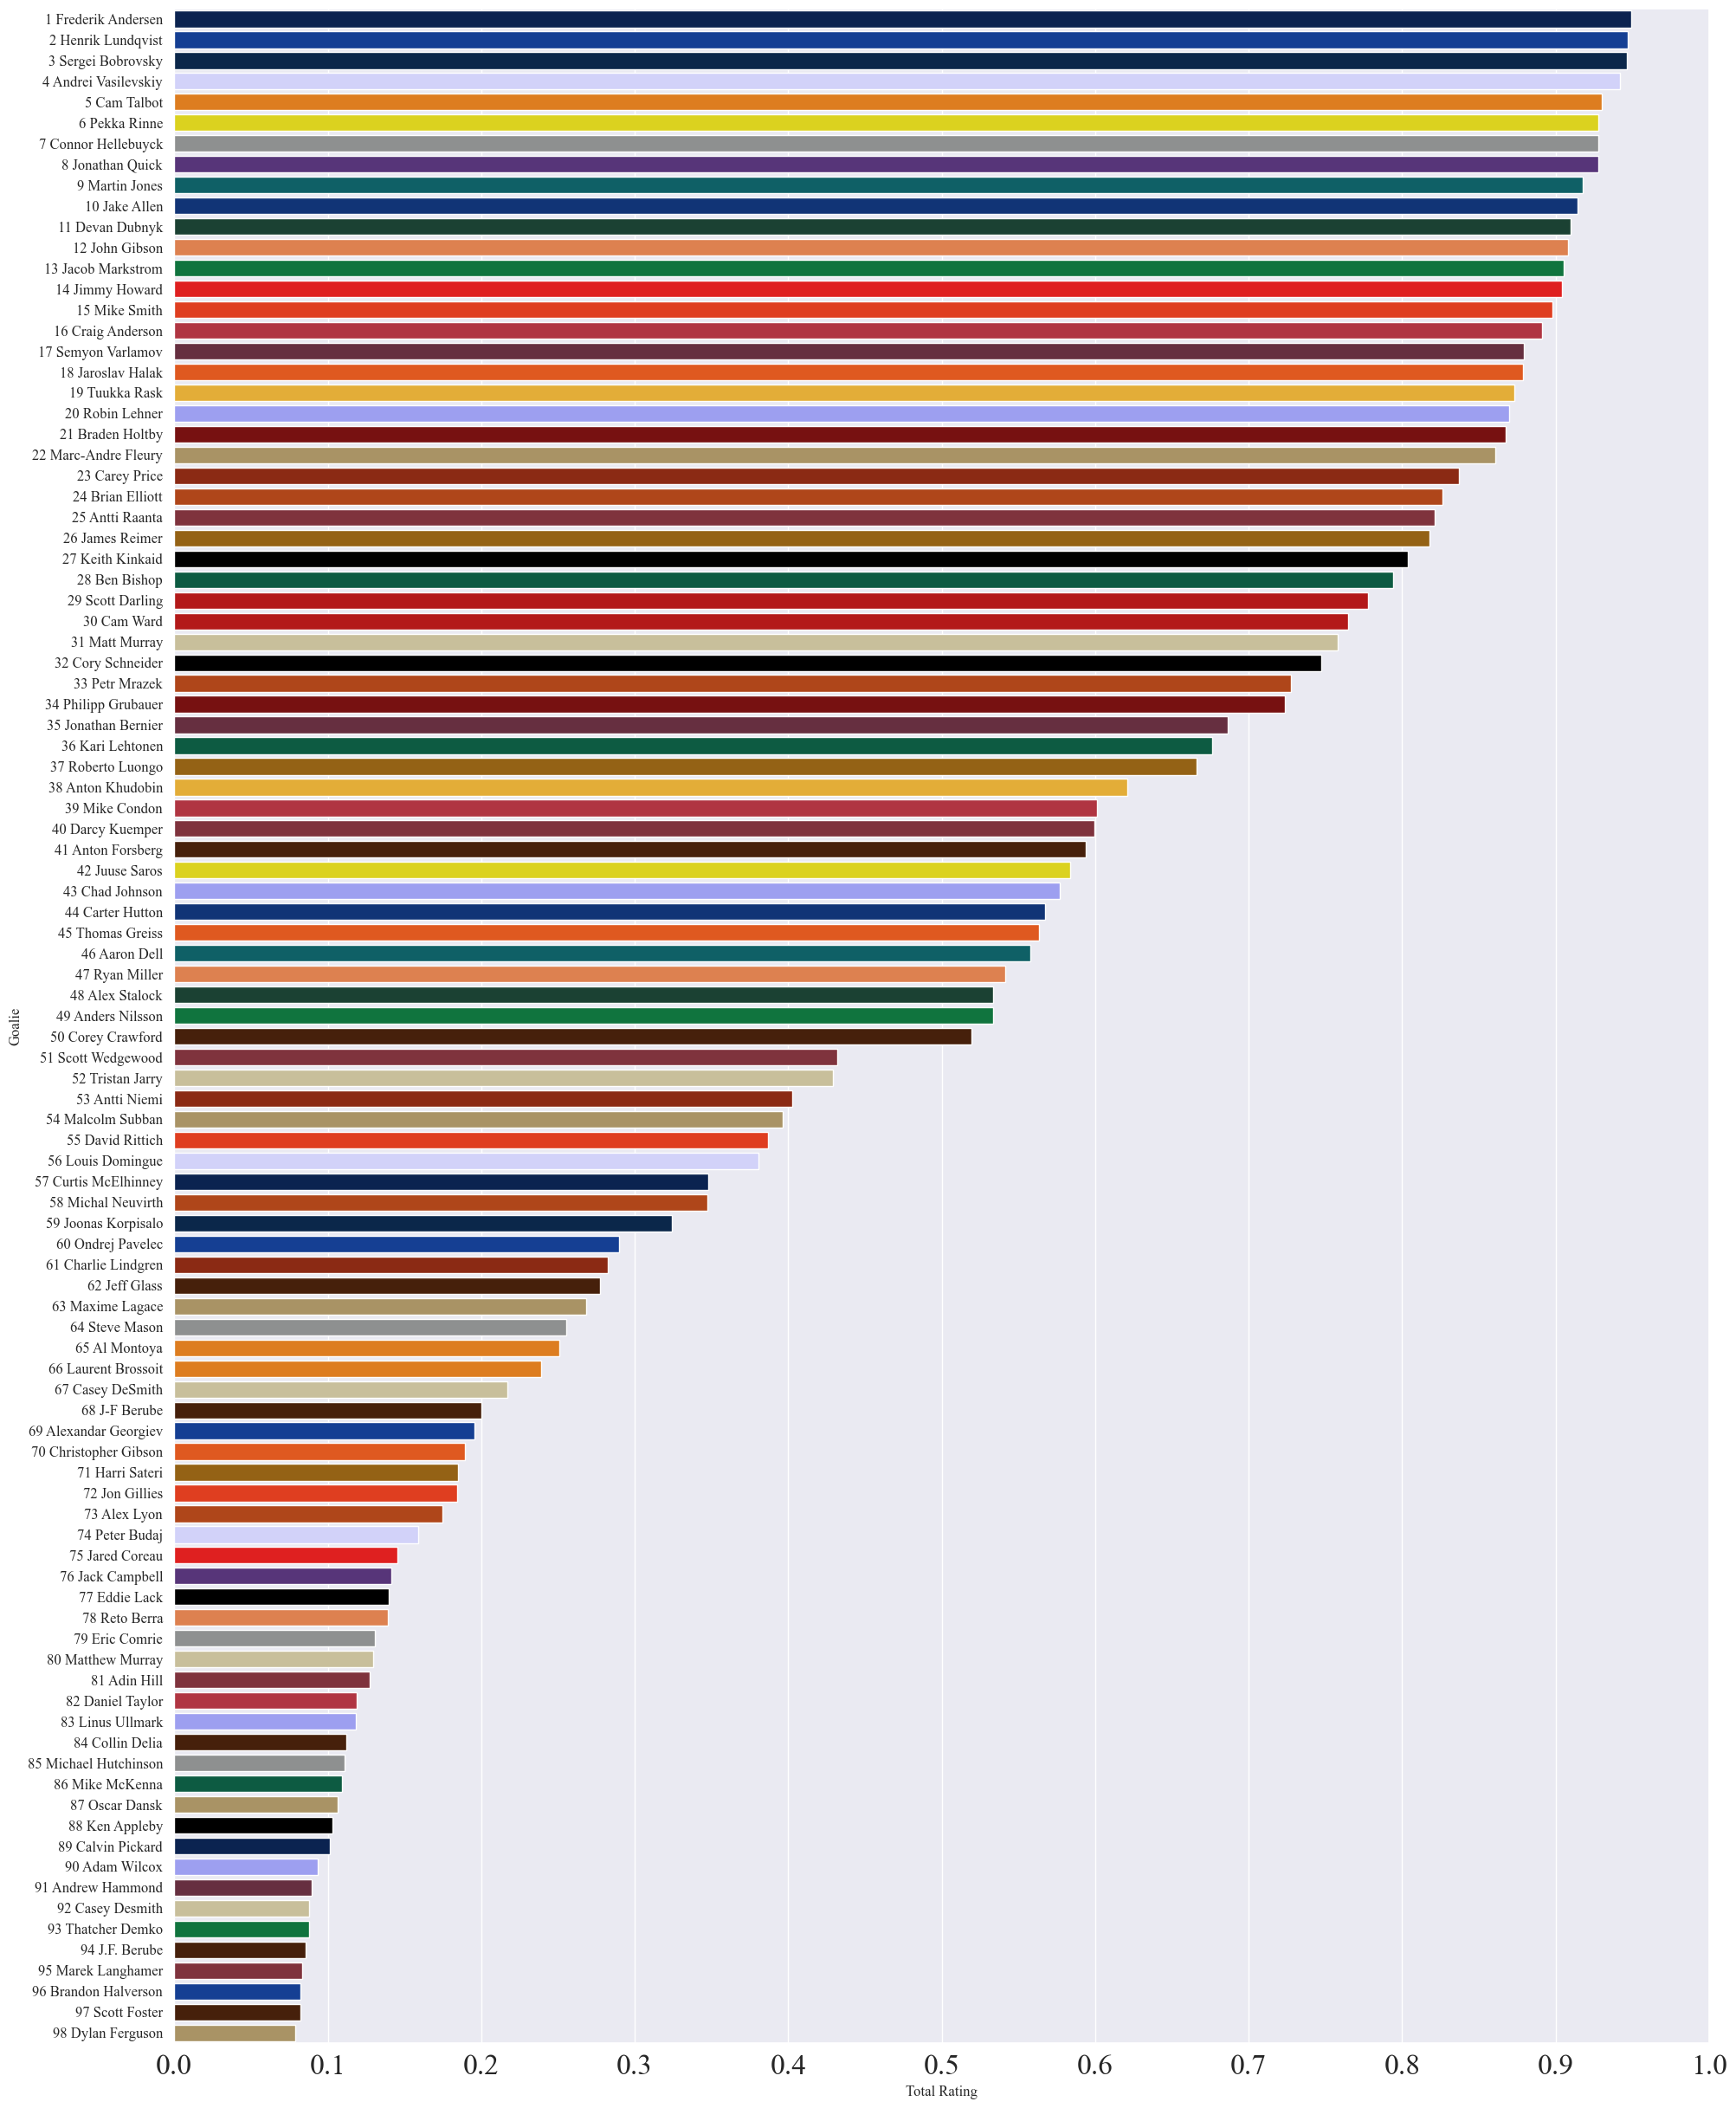 1 Frederik Andersen
2 Henrik Lundqvist
3 Sergei Bobrovsky
4 Andrei Vasilevskiy
5 Cam Talbot
6 Pekka Rinne
7 Connor Hellebuyck
8 Jonathan Quick
9 Martin Jones
10 Jake Allen
11 Devan Dubnyk
12 John Gibson
13 Jacob Markstrom
14 Jimmy Howard
15 Mike Smith
16 Craig Anderson
17 Semyon Varlamov
18 Jaroslav Halak
19 Tuukka Rask
20 Robin Lehner
21 Braden Holtby
22 Marc-Andre Fleury
23 Carey Price
24 Brian Elliott
25 Antti Raanta
26 James Reimer
27 Keith Kinkaid
28 Ben Bishop
29 Scott Darling
30 Cam Ward
31 Matt Murray
32 Cory Schneider
33 Petr Mrazek
34 Philipp Grubauer
35 Jonathan Bernier
36 Kari Lehtonen
37 Roberto Luongo
38 Anton Khudobin
39 Mike Condon
40 Darcy Kuemper
41 Anton Forsberg
42 Juuse Saros
43 Chad Johnson
44 Carter Hutton
45 Thomas Greiss
46 Aaron Dell
47 Ryan Miller
48 Alex Stalock
49 Anders Nilsson
50 Corey Crawford
51 Scott Wedgewood
52 Tristan Jarry
53 Antti Niemi
54 Malcolm Subban
55 David Rittich
56 Louis Domingue
57 Curtis McElhinney
58 Michal Neuvirth
59 Joonas Korpisalo
60 Ondrej Pavelec
61 Charlie Lindgren
62 Jeff Glass
63 Maxime Lagace
64 Steve Mason
65 Al Montoya
66 Laurent Brossoit
67 Casey DeSmith
68 J-F Berube
69 Alexandar Georgiev
70 Christopher Gibson
71 Harri Sateri
72 Jon Gillies
73 Alex Lyon
74 Peter Budaj
75 Jared Coreau
76 Jack Campbell
77 Eddie Lack
78 Reto Berra
79 Eric Comrie
80 Matthew Murray
81 Adin Hill
82 Daniel Taylor
83 Linus Ullmark
84 Collin Delia
85 Michael Hutchinson
86 Mike McKenna
87 Oscar Dansk
88 Ken Appleby
89 Calvin Pickard
90 Adam Wilcox
91 Andrew Hammond
92 Casey Desmith
93 Thatcher Demko
94 J.F. Berube
95 Marek Langhamer
96 Brandon Halverson
97 Scott Foster
98 Dylan Ferguson
Goalie
0.0 0.1 0.2 0.3 0.4 0.5 0.6 0.7 0.8 0.9 1.0
Total Rating